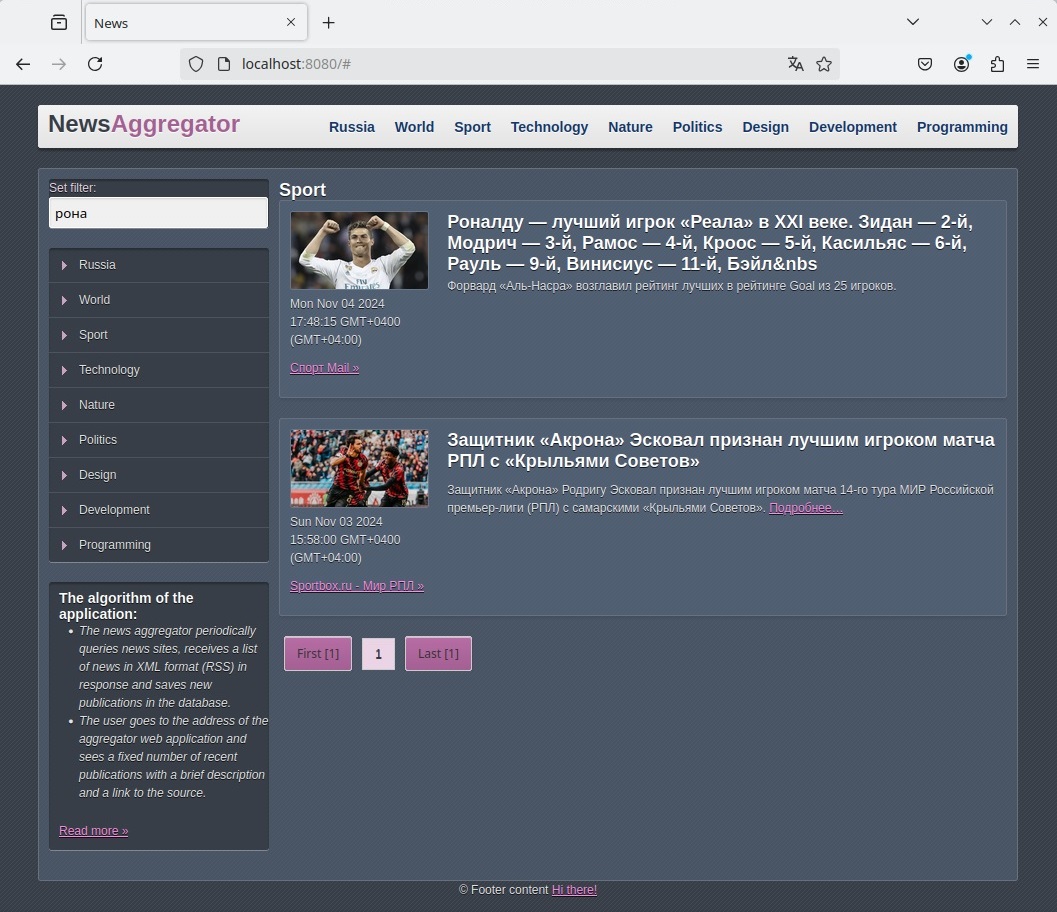 News
localhost:8080/#
NewsAggregator
Russia World Sport Technology Nature Politics Design Development Programming
Set filter:
рона
Russia
World
Sport
Technology
Nature
Politics
Design
Development
Programming
The algorithm of the
application:
The news aggregator periodically
queries news sites, receives a list
of news in XML format (RSS) in
response and saves new
publications in the database.
The user goes to the address of the
aggregator web application and
sees a fixed number of recent
publications with a brief description
and a link to the source.
Read more »
Sport
Роналду — лучший игрок «Реала» в XXI веке. Зидан — 2-й,
Модрич — 3-й, Рамос — 4-й, Кроос — 5-й, Касильяс — 6-й,
Рауль — 9-й, Винисиус — 11-й, Бэйл&nbs
Форвард «Аль-Насра» возглавил рейтинг лучших в рейтинге Goal из 25 игроков.
Mon Nov 04 2024
17:48:15 GMT+0400
(GMT+04:00)
Спорт Mail »
Защитник «Акрона» Эсковал признан лучшим игроком матча
РПЛ с «Крыльями Советов»
Защитник «Акрона» Родригу Эсковал признан лучшим игроком матча 14-го тура МИР Российской
премьер-лиги (РПЛ) с самарскими «Крыльями Советов». Подробнее…
Sun Nov 03 2024
15:58:00 GMT+0400
(GMT+04:00)
Sportbox.ru - Мир РПЛ »
First [1] 1 Last [1]
© Footer content Hi there!